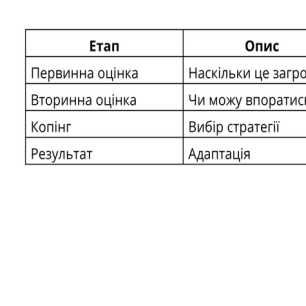 Етап Опис
Первинна оцінка Наскільки це
Вторинна оцінка Чи можу
Копінг Вибір стратегії
Результат Адаптація